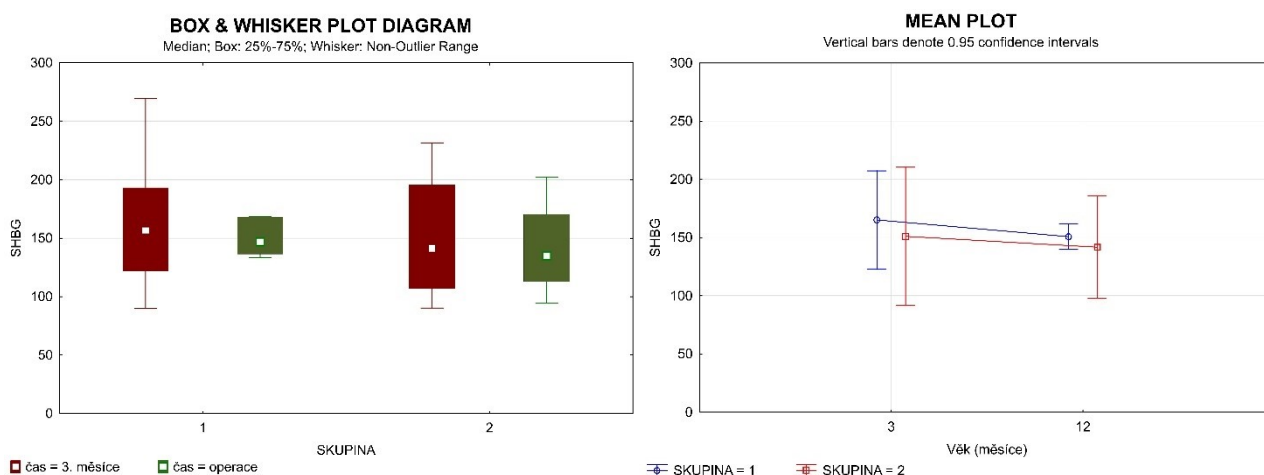 BOX & WHISKER PLOT DIAGRAM
Median; Box: 25%-75%; Whisker: Non-Outlier Range
300
250
200
150
100
50
0
SHBG
1
2
SKUPINA
čas = 3. měsíce
čas = operace
MEAN PLOT
Vertical bars denote 0.95 confidence intervals
300
250
200
150
100
50
0
SHBG
3
12
Věk (měsíce)
SKUPINA = 1
SKUPINA = 2